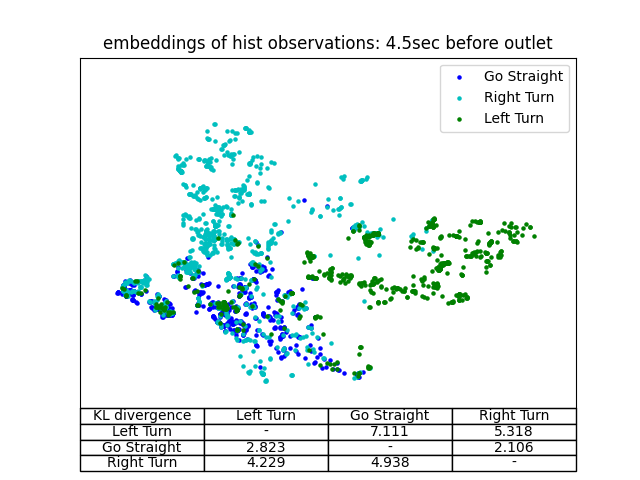 embeddings of hist observations: 4.5sec before outlet
Go Straight
Right Turn
Left Turn
KL divergence Left Turn Go Straight Right Turn
Left Turn - 7.111 5.318
Go Straight 2.823 - 2.106
Right Turn 4.229 4.938 -